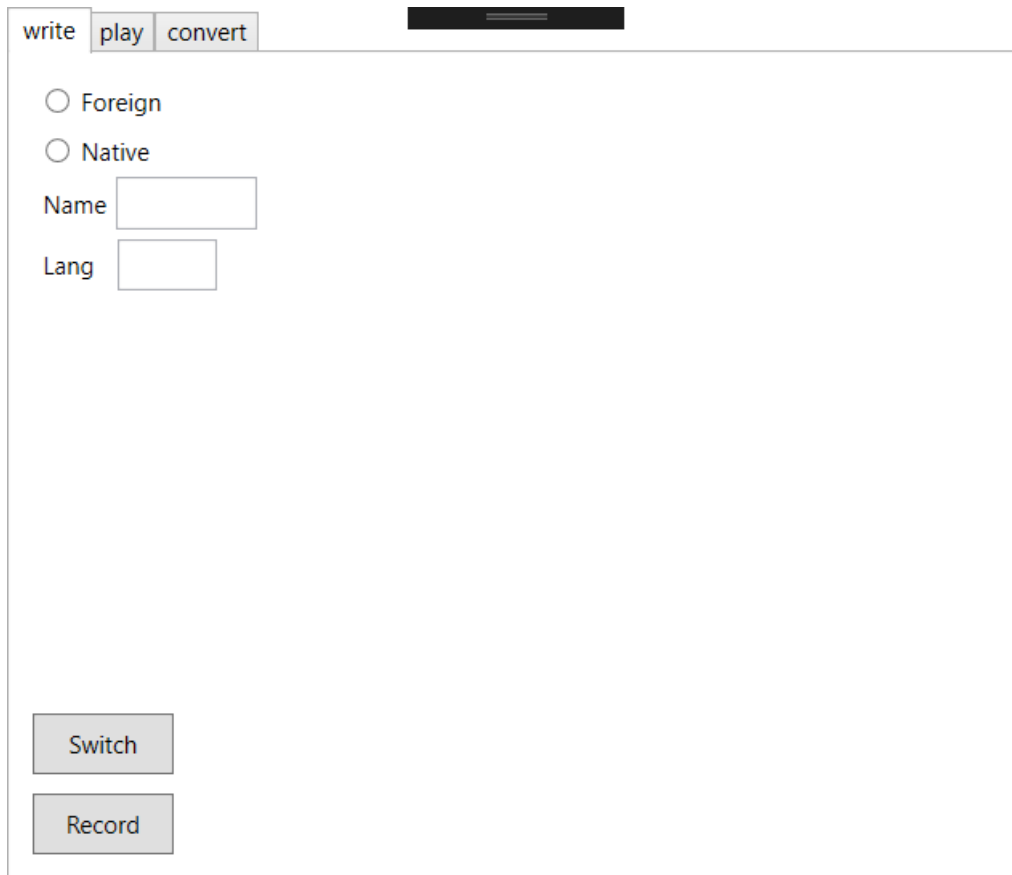 write play convert
Foreign
Native
Name
Lang
Switch
Record